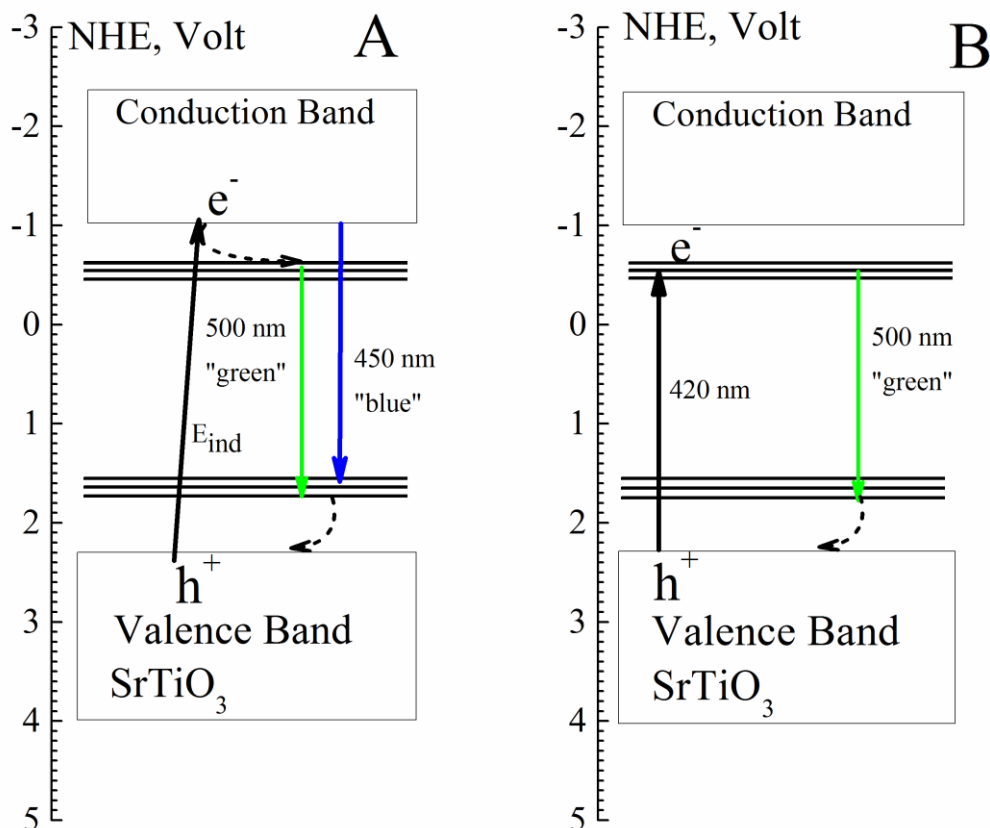 NHE, Volt
A
-3
-2
-1
0
1
2
3
4
5
Conduction Band
e⁻
500 nm
"green"
450 nm
"blue"
E_ind
h⁺
Valence Band
SrTiO₃
NHE, Volt
B
-3
-2
-1
0
1
2
3
4
5
Conduction Band
e⁻
420 nm
500 nm
"green"
h⁺
Valence Band
SrTiO₃